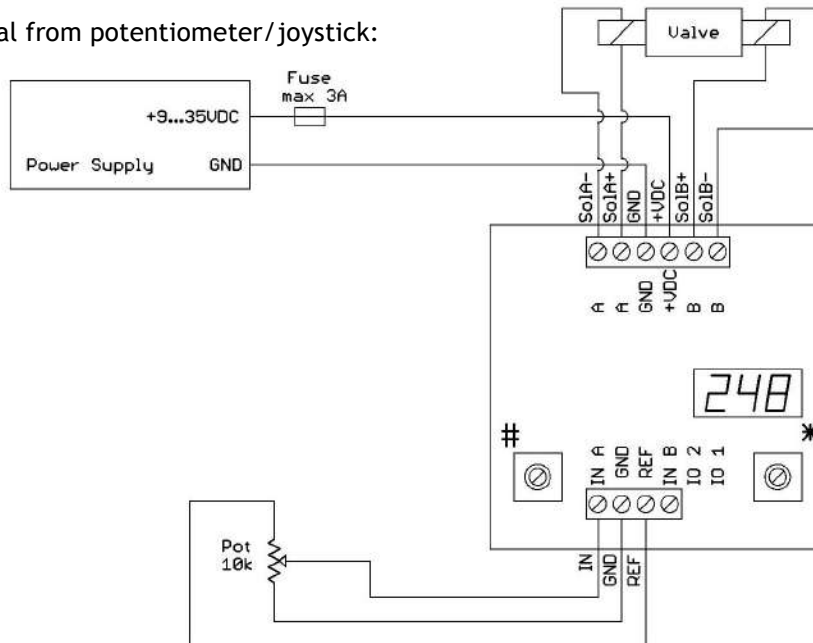 al from potentiometer/joystick:
Valve
Fuse
max 3A
+9...35VDC
Power Supply
GND
SolA-
SolA+
GND
+VDC
SolB+
SolB-
A
A
GND
+VDC
B
B
248
#
*
IN A
GND
REF
IN B
IO 2
IO 1
Pot
10k
IN
GND
REF